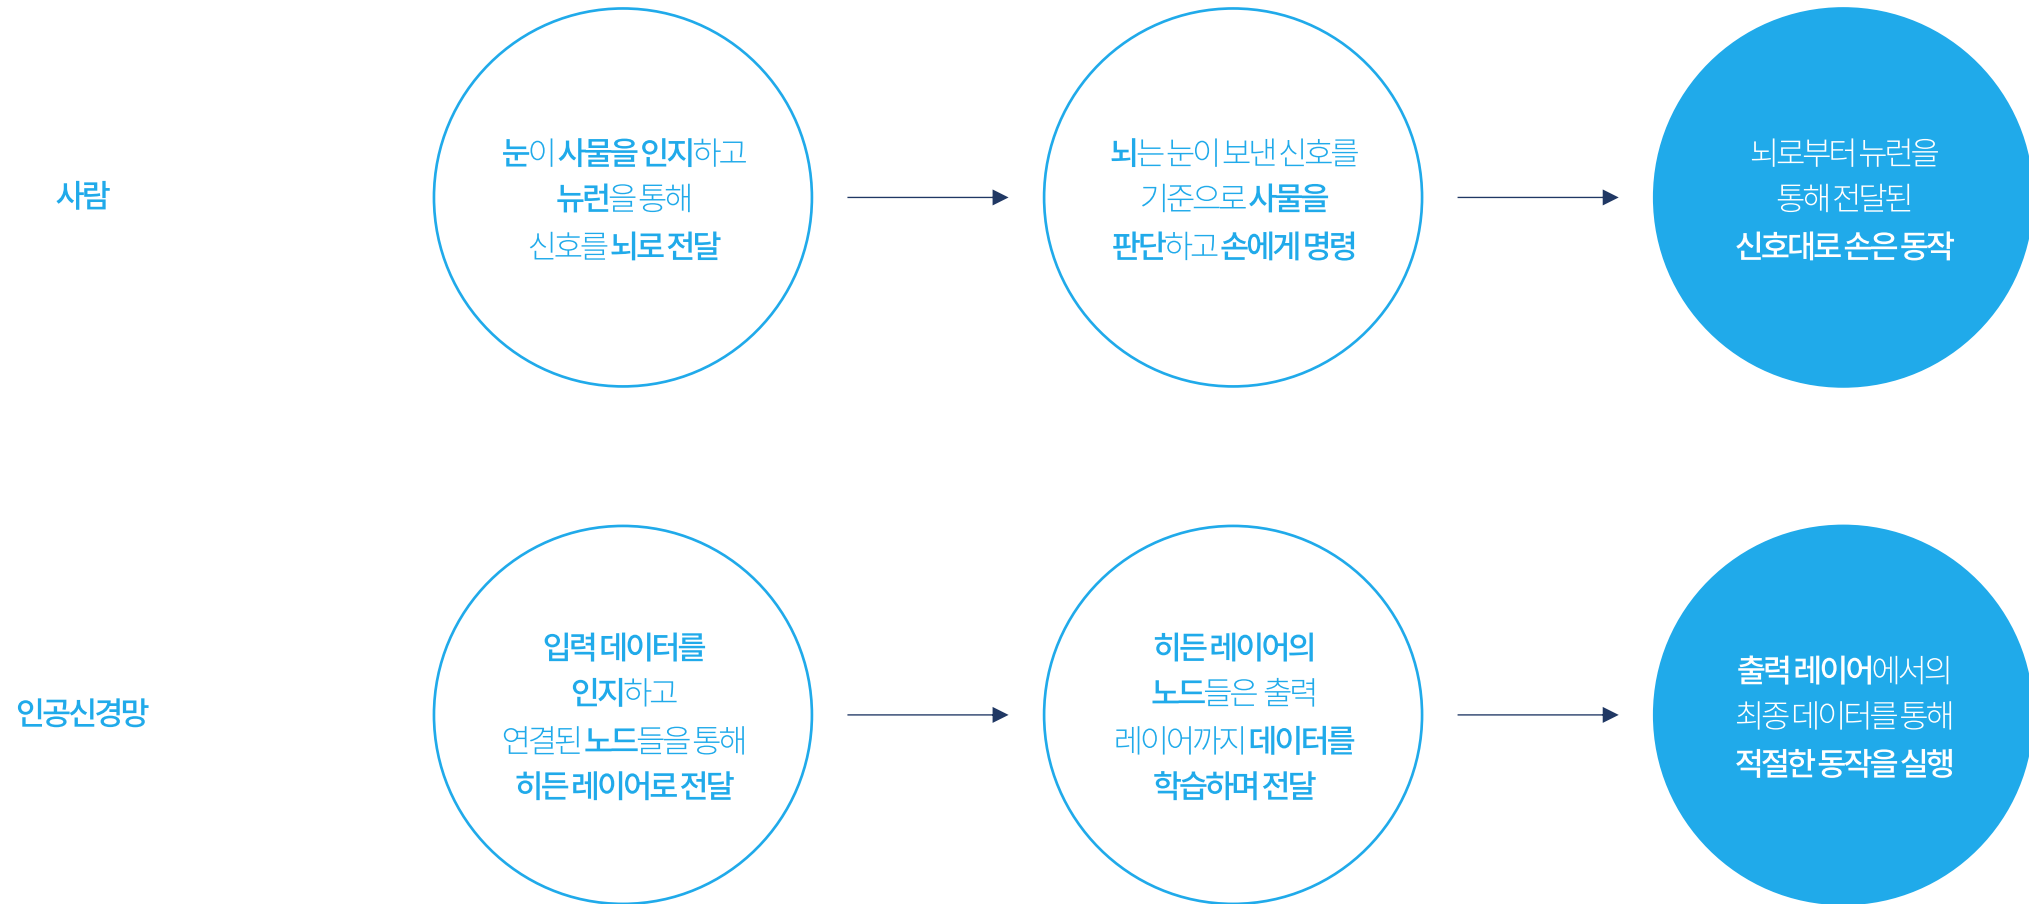 사람
눈이 사물을 인지하고
뉴런을 통해
신호를 뇌로 전달
뇌는 눈이 보낸 신호를
기준으로 사물을
판단하고 손에게 명령
뇌로부터 뉴런을
통해 전달된
신호대로 손은 동작
인공신경망
입력 데이터를
인지하고
연결된 노드들을 통해
히든 레이어로 전달
히든 레이어의
노드들은 출력
레이어까지 데이터를
학습하며 전달
출력 레이어에서의
최종 데이터를 통해
적절한 동작을 실행